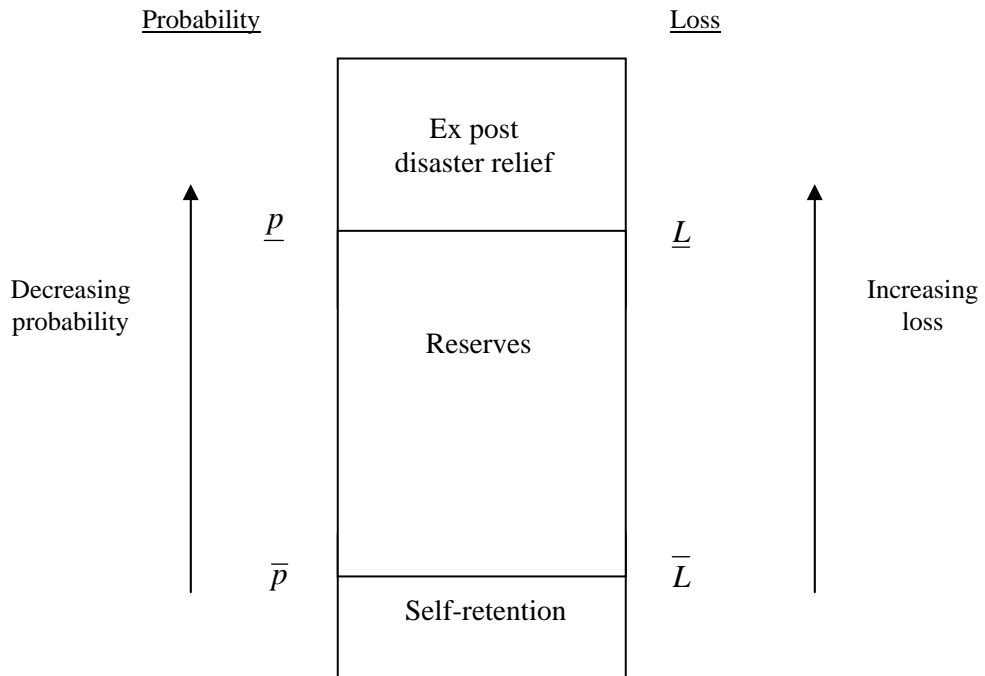 Probability
Loss
Ex post
disaster relief
p̲
L̲
Decreasing
probability
Increasing
loss
Reserves
p̅
L̅
Self-retention